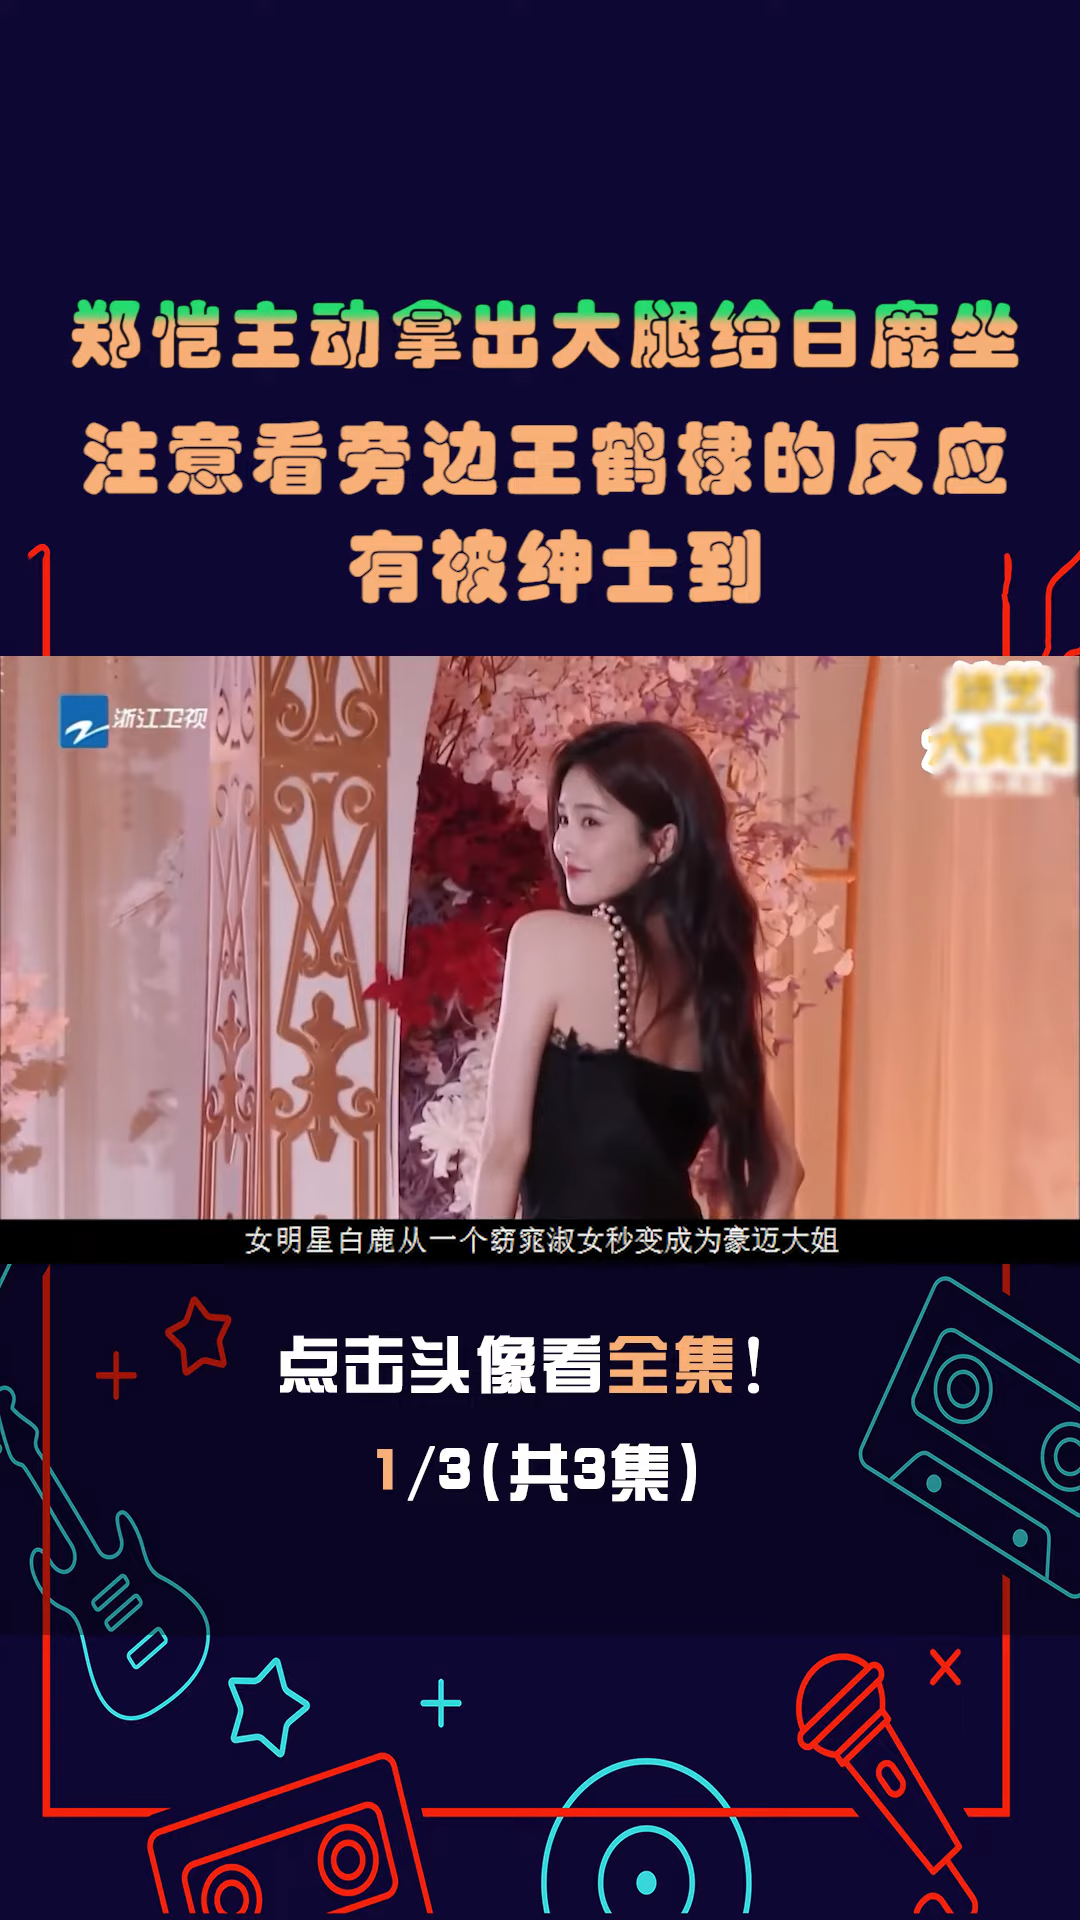 郑恺主动拿出大腿给白鹿坐
注意看旁边王鹤棣的反应
有被绅士到
浙江卫视
女明星白鹿从一个窈窕淑女秒变成为豪迈大姐
点击头像看全集！
1/3(共3集)